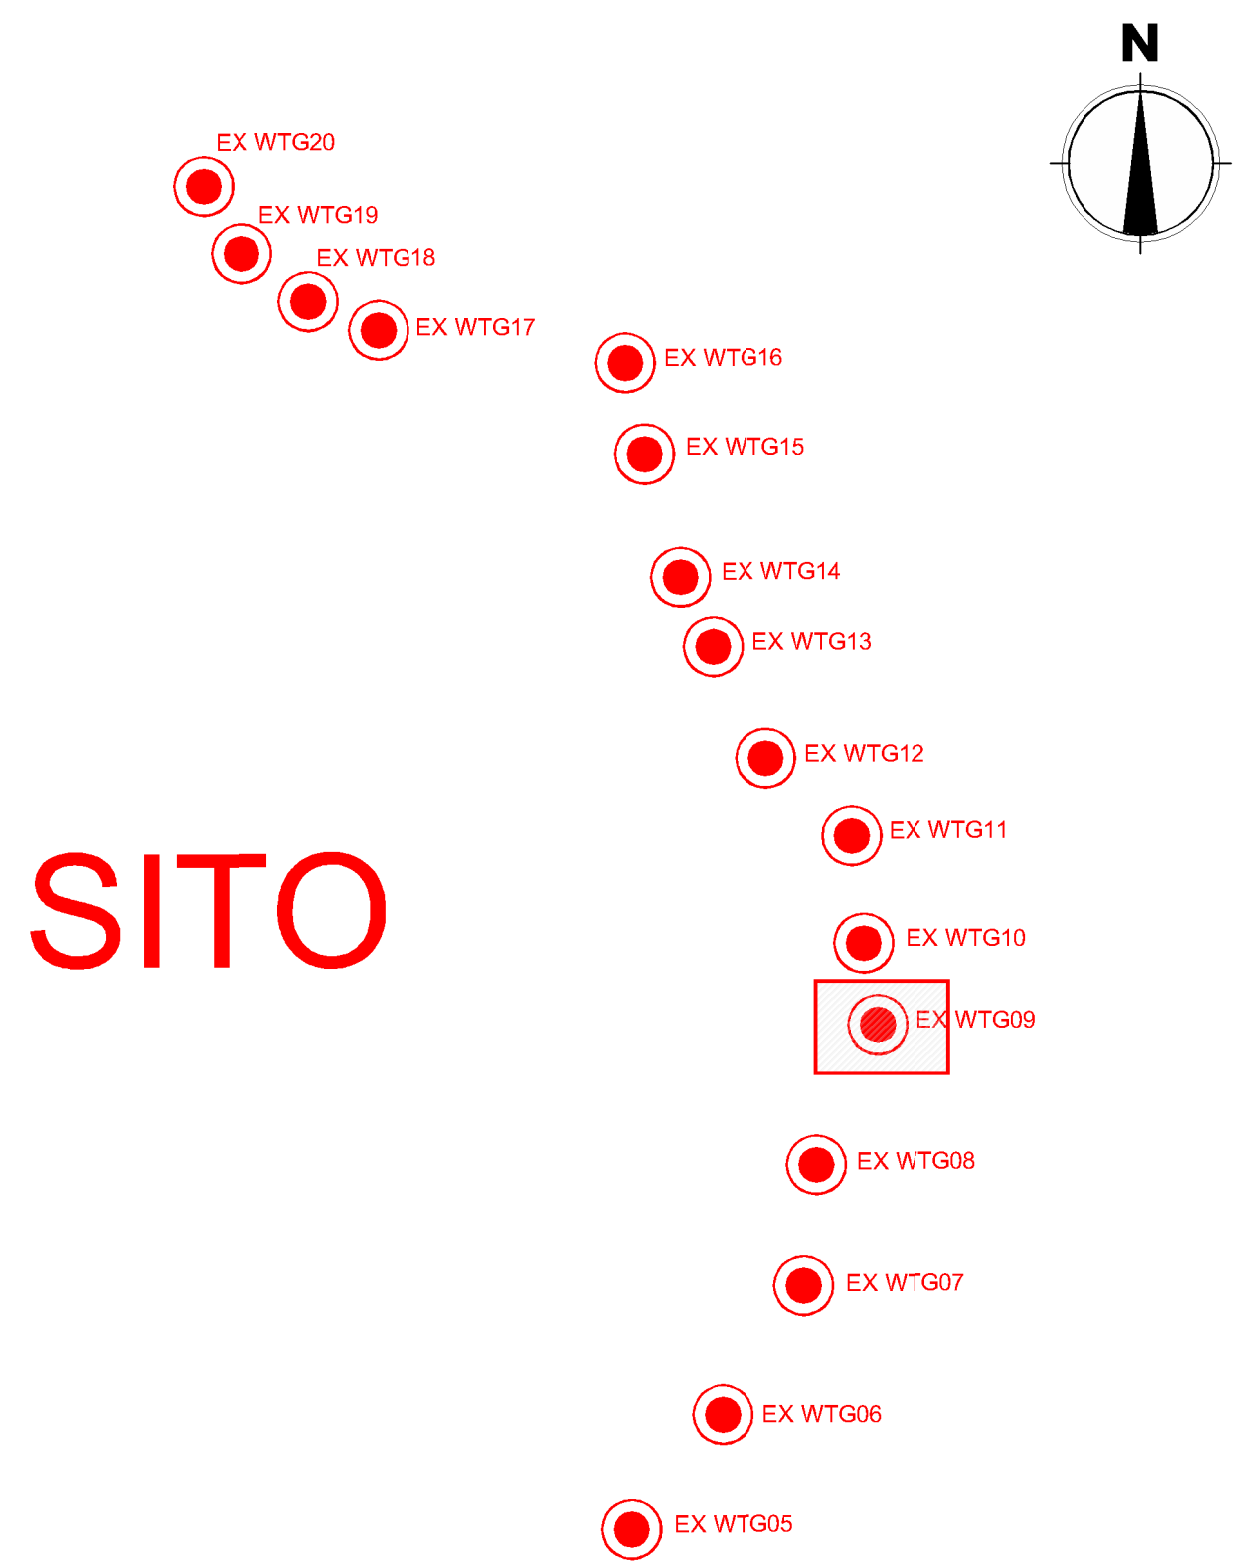 N
EX WTG20
EX WTG19
EX WTG18
EX WTG17
EX WTG16
EX WTG15
EX WTG14
EX WTG13
EX WTG12
EX WTG11
SITO
EX WTG10
EX WTG09
EX WTG08
EX WTG07
EX WTG06
EX WTG05